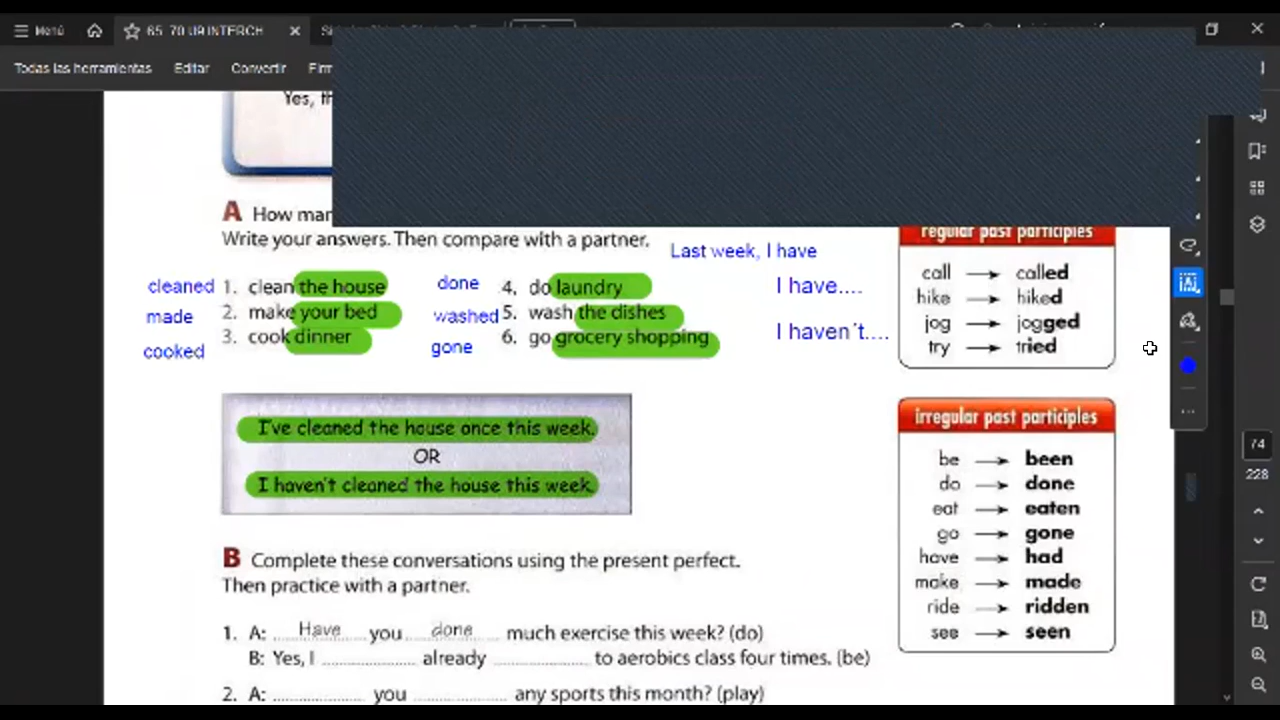 Menú
65_70 U9 INTERCH
Todas las herramientas Editar Convertir
Yes,
A How
Write your answers. Then compare with a partner.
Last week, I have
regular past participles
cleaned 1. clean the house done 4. do laundry I have....
made 2. make your bed washed 5. wash the dishes
cooked 3. cook dinner gone 6. go grocery shopping I haven´t....
call → called
hike → hiked
jog → jogged
try → tried
I've cleaned the house once this week.
OR
I haven't cleaned the house this week.
irregular past participles
be → been
do → done
eat → eaten
go → gone
have → had
make → made
ride → ridden
see → seen
B Complete these conversations using the present perfect.
Then practice with a partner.
1. A: Have you done much exercise this week? (do)
B: Yes, I ............ already ............ to aerobics class four times. (be)
2. A: ............ you ............ any sports this month? (play)
74
228